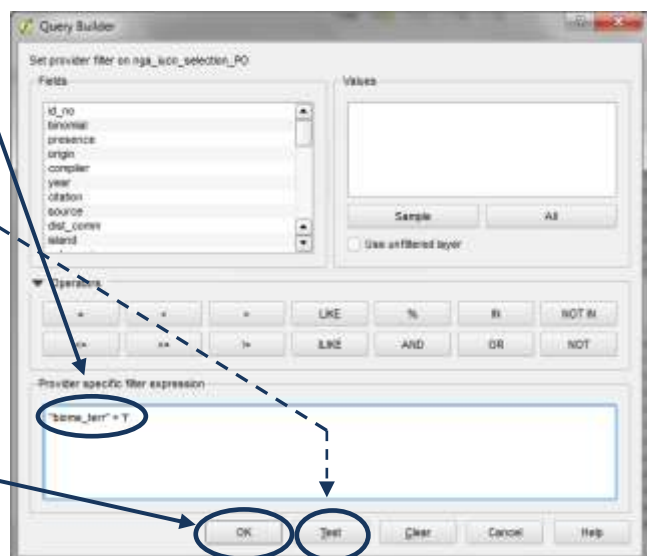 Query Builder
Set provider filter on nga_iucn_selection_PO
Fields
Values
id_no
binomial
presence
origin
compiler
year
citation
source
dist_comm
island
Sample
All
Use unfiltered layer
Operators
= < > LIKE % IN NOT IN
<= >= != ILIKE AND OR NOT
Provider specific filter expression
"biome_terr" =
OK Test Clear Cancel Help